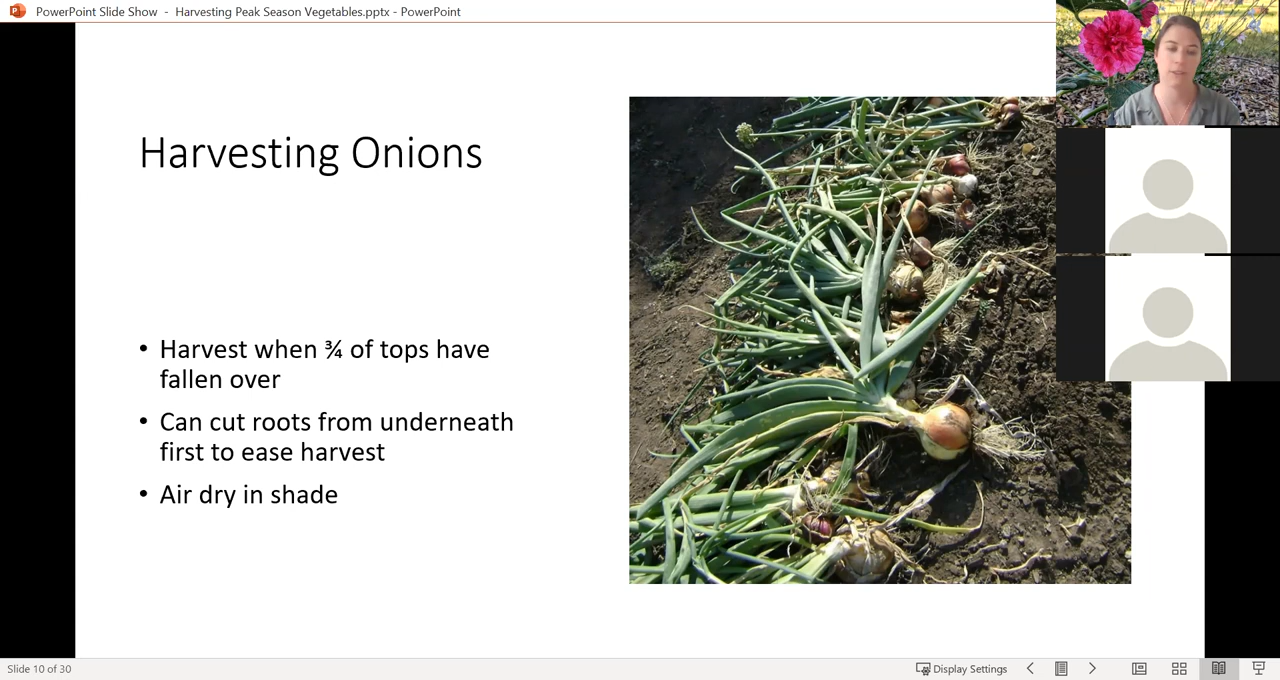 PowerPoint Slide Show - Harvesting Peak Season Vegetables.pptx - PowerPoint
Harvesting Onions
• Harvest when ¾ of tops have
fallen over
• Can cut roots from underneath
first to ease harvest
• Air dry in shade
Slide 10 of 30
Display Settings